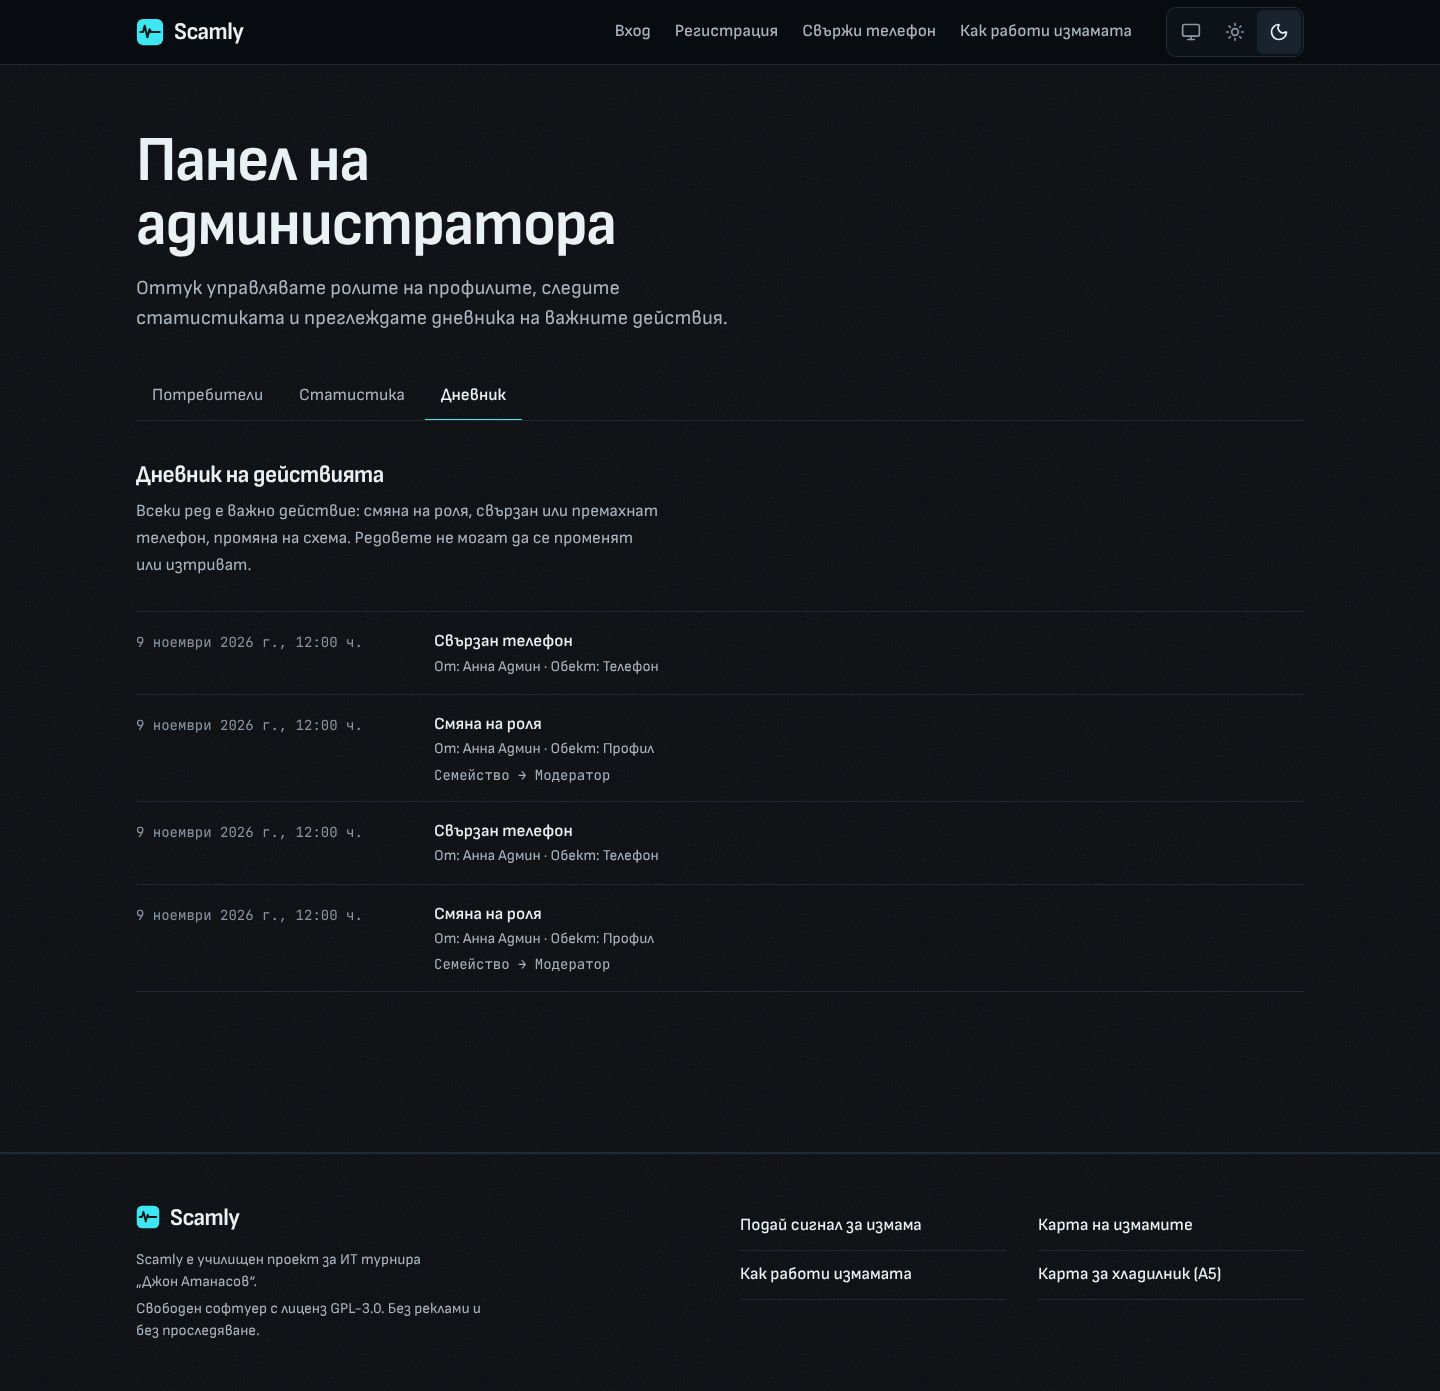 Scamly
Вход Регистрация Свържи телефон Как работи измамата
Панел на
администратора
Оттук управлявате ролите на профилите, следите
статистиката и преглеждате дневника на важните действия.
Потребители Статистика Дневник
Дневник на действията
Всеки ред е важно действие: смяна на роля, свързан или премахнат
телефон, промяна на схема. Редовете не могат да се променят
или изтриват.
9 ноември 2026 г., 12:00 ч.
Свързан телефон
От: Анна Админ · Обект: Телефон
9 ноември 2026 г., 12:00 ч.
Смяна на роля
От: Анна Админ · Обект: Профил
Семейство → Модератор
9 ноември 2026 г., 12:00 ч.
Свързан телефон
От: Анна Админ · Обект: Телефон
9 ноември 2026 г., 12:00 ч.
Смяна на роля
От: Анна Админ · Обект: Профил
Семейство → Модератор
Scamly
Scamly е училищен проект за ИТ турнира
„Джон Атанасов“.
Свободен софтуер с лиценз GPL-3.0. Без реклами и
без проследяване.
Подай сигнал за измама
Карта на измамите
Как работи измамата
Карта за хладилник (А5)